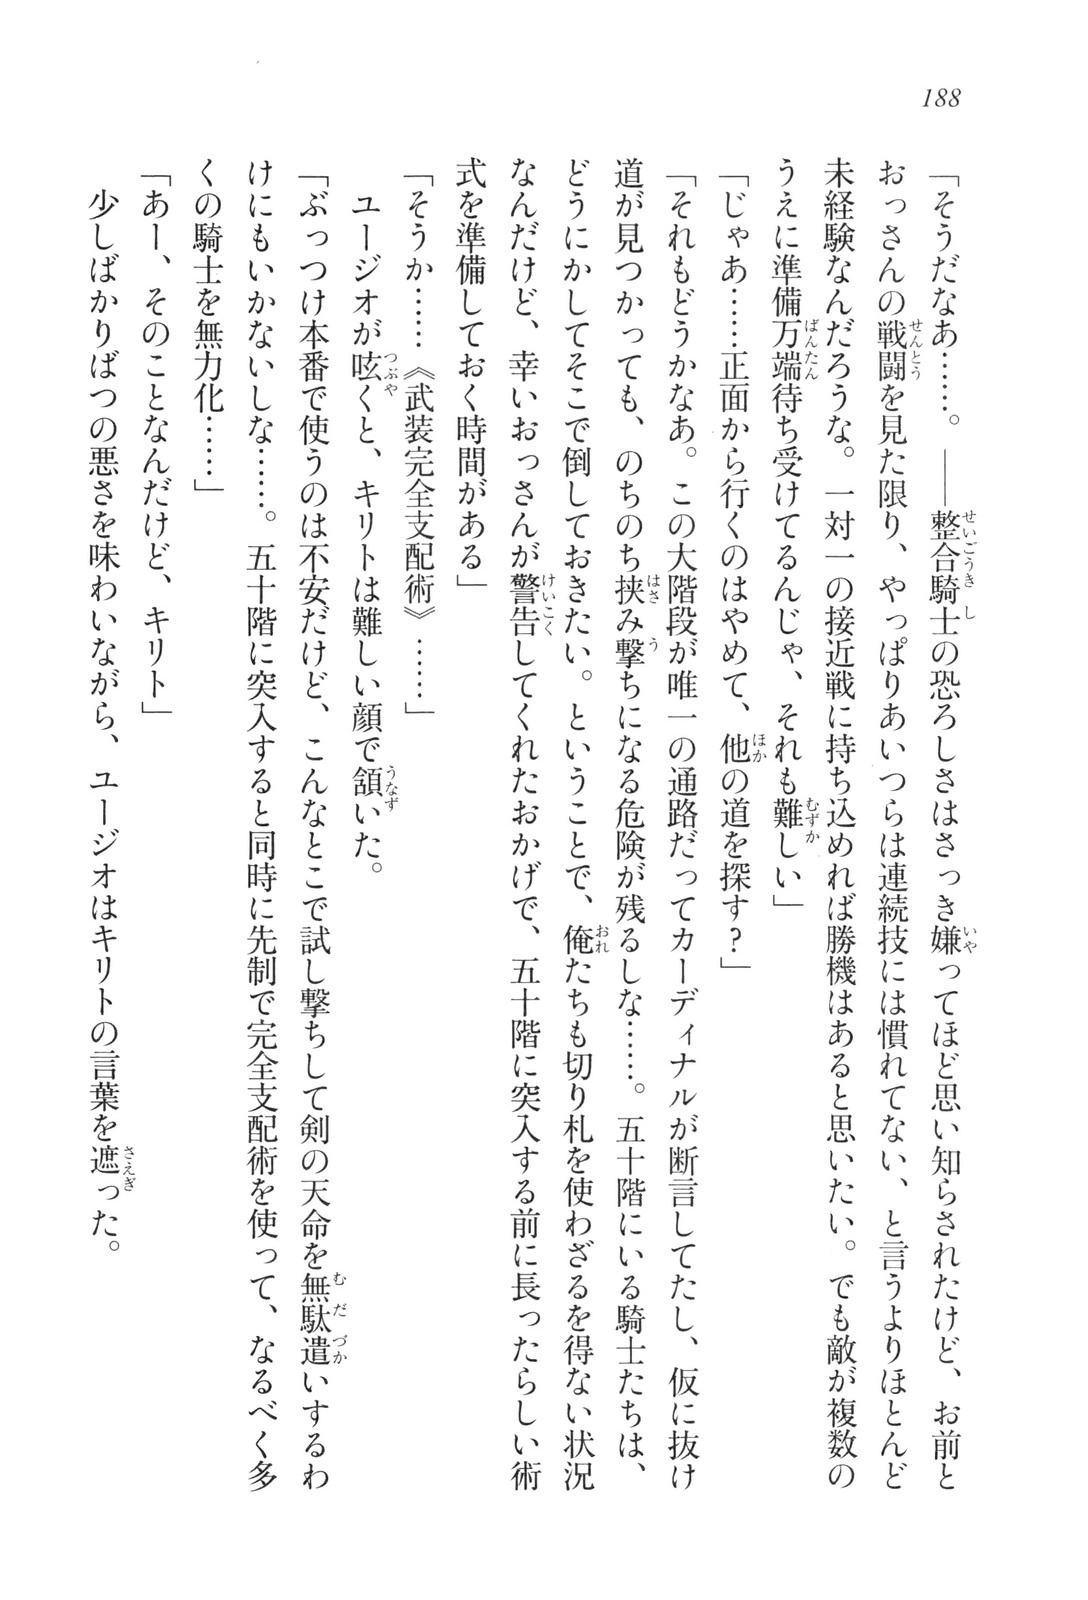 188
「そうだなあ……。――整合騎士の恐ろしさはさっき嫌ってほど思い知らされたけど、お前と
おっさんの戦闘を見た限り、やっぱりあいつらは連続技には慣れてない、と言うよりほとんど
未経験なんだろうな。一対一の接近戦に持ち込めれば勝機はあると思いたい。でも敵が複数の
うえに準備万端待ち受けてるんじゃ、それも難しい」
「じゃあ……正面から行くのはやめて、他の道を探す?」
「それもどうかなあ。この大階段が唯一の通路だってカーディナルが断言してたし、仮に抜け
道が見つかっても、のちのち挟み撃ちになる危険が残るしな……。五十階にいる騎士たちは、
どうにかしてそこで倒しておきたい。ということで、俺たちも切り札を使わざるを得ない状況
なんだけど、幸いおっさんが警告してくれたおかげで、五十階に突入する前に長ったらしい術
式を準備しておく時間がある」
「そうか……《武装完全支配術》……」
ユージオが呟くと、キリトは難しい顔で頷いた。
「ぶっつけ本番で使うのは不安だけど、こんなとこで試し撃ちして剣の天命を無駄遣いするわ
けにもいかないしな……。五十階に突入すると同時に先制で完全支配術を使って、なるべく多
くの騎士を無力化……」
「あー、そのことなんだけど、キリト」
少しばかりばつの悪さを味わいながら、ユージオはキリトの言葉を遮った。